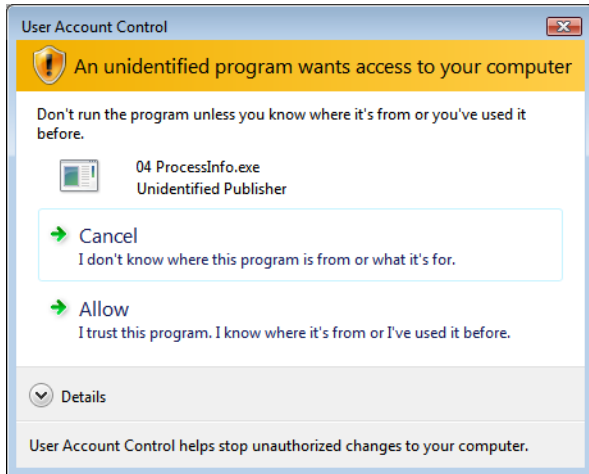 User Account Control
An unidentified program wants access to your computer
Don't run the program unless you know where it's from or you've used it
before.
04 ProcessInfo.exe
Unidentified Publisher
Cancel
I don't know where this program is from or what it's for.
Allow
I trust this program. I know where it's from or I've used it before.
Details
User Account Control helps stop unauthorized changes to your computer.